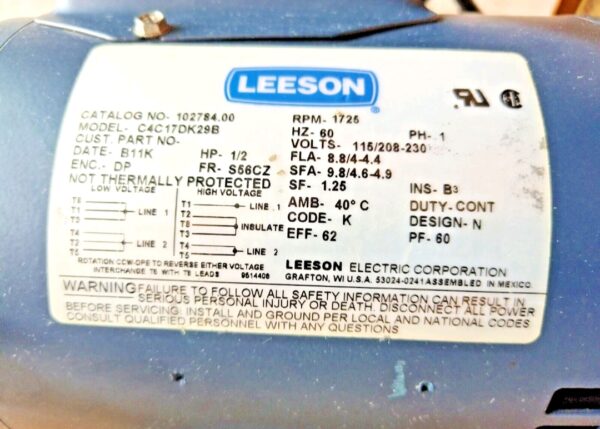 LEESON
CATALOG NO- 102784.00
MODEL- C4C17DK29B
CUST. PART NO-
DATE- B11K HP- 1/2
ENC.- DP FR- S56CZ
NOT THERMALLY PROTECTED
RPM- 1725
HZ- 60 PH- 1
VOLTS- 115/208-230
FLA- 8.8/4-4.4
SFA- 9.8/4.6-4.9
SF- 1.25 INS- B3
AMB- 40° C DUTY- CONT
CODE- K DESIGN- N
EFF- 62 PF- 60
LOW VOLTAGE HIGH VOLTAGE
T8
T1 LINE 1
T4
T2
T5 LINE 2
T1 LINE 1
T2
T8 INSULATE
T3
T4
T5 LINE 2
ROTATION CCW-OPE TO REVERSE EITHER VOLTAGE
INTERCHANGE T5 WITH T8 LEADS 9614408
LEESON ELECTRIC CORPORATION
GRAFTON, WI U.S.A. 53024-0241 ASSEMBLED IN MEXICO
WARNING FAILURE TO FOLLOW ALL SAFETY INFORMATION CAN RESULT IN
SERIOUS PERSONAL INJURY OR DEATH. DISCONNECT ALL POWER
BEFORE SERVICING. INSTALL AND GROUND PER LOCAL AND NATIONAL CODES
CONSULT QUALIFIED PERSONNEL WITH ANY QUESTIONS